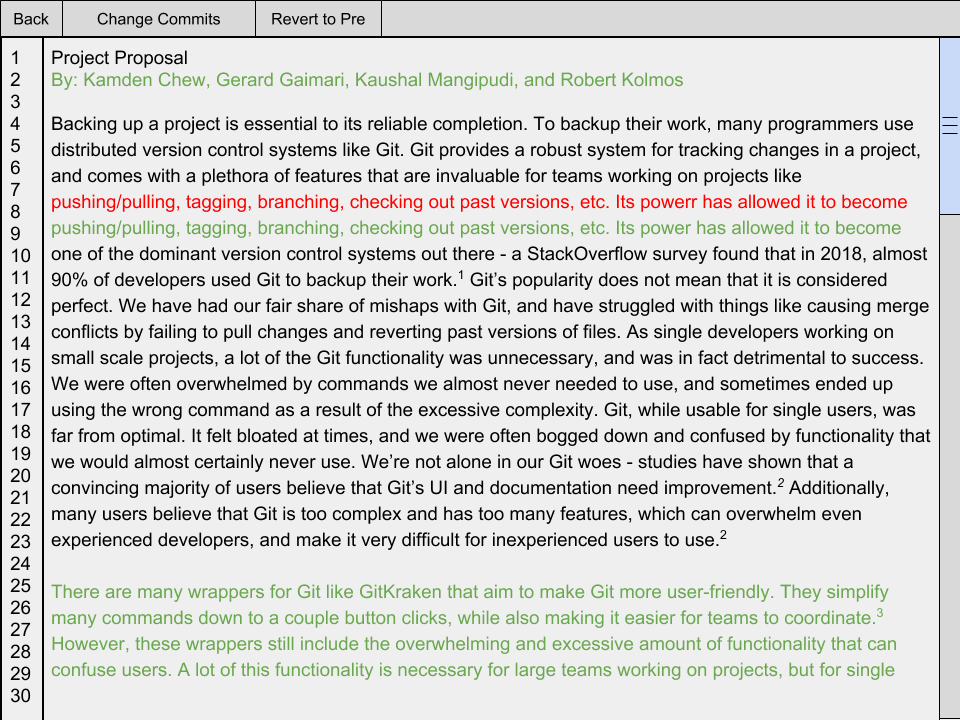 Back Change Commits Revert to Pre
1 Project Proposal
2 By: Kamden Chew, Gerard Gaimari, Kaushal Mangipudi, and Robert Kolmos
3
4 Backing up a project is essential to its reliable completion. To backup their work, many programmers use
5 distributed version control systems like Git. Git provides a robust system for tracking changes in a project,
6 and comes with a plethora of features that are invaluable for teams working on projects like
7 pushing/pulling, tagging, branching, checking out past versions, etc. Its powerr has allowed it to become
8 pushing/pulling, tagging, branching, checking out past versions, etc. Its power has allowed it to become
9 one of the dominant version control systems out there - a StackOverflow survey found that in 2018, almost
10 90% of developers used Git to backup their work.¹ Git’s popularity does not mean that it is considered
11 perfect. We have had our fair share of mishaps with Git, and have struggled with things like causing merge
12 conflicts by failing to pull changes and reverting past versions of files. As single developers working on
13 small scale projects, a lot of the Git functionality was unnecessary, and was in fact detrimental to success.
14 We were often overwhelmed by commands we almost never needed to use, and sometimes ended up
15 using the wrong command as a result of the excessive complexity. Git, while usable for single users, was
16 far from optimal. It felt bloated at times, and we were often bogged down and confused by functionality that
17 we would almost certainly never use. We’re not alone in our Git woes - studies have shown that a
18 convincing majority of users believe that Git’s UI and documentation need improvement.² Additionally,
19 many users believe that Git is too complex and has too many features, which can overwhelm even
20 experienced developers, and make it very difficult for inexperienced users to use.²
21
22 There are many wrappers for Git like GitKraken that aim to make Git more user-friendly. They simplify
23 many commands down to a couple button clicks, while also making it easier for teams to coordinate.³
24 However, these wrappers still include the overwhelming and excessive amount of functionality that can
25 confuse users. A lot of this functionality is necessary for large teams working on projects, but for single
26
27
28
29
30